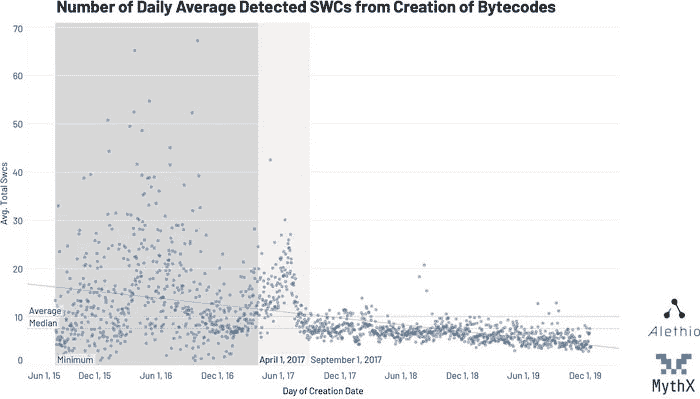 Number of Daily Average Detected SWCs from Creation of Bytecodes
70
60
50
40
30
20
10
0
Avg. Total Swcs
Average
Median
Minimum
April 1, 2017
September 1, 2017
Jun 1, 15
Dec 1, 15
Jun 1, 16
Dec 1, 16
Jun 1, 17
Dec 1, 17
Jun 1, 18
Dec 1, 18
Jun 1, 19
Dec 1, 19
Day of Creation Date
Alethio
MythX